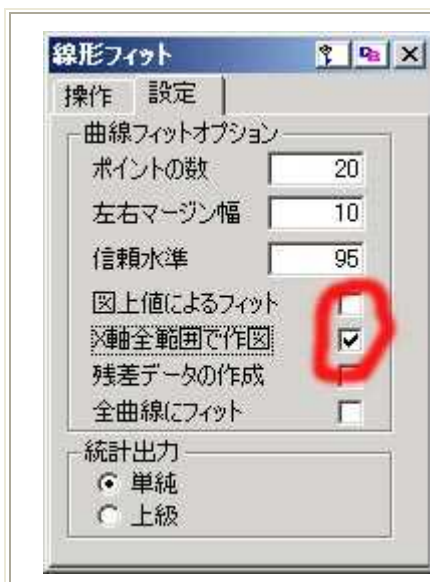 線形フィット
操作 設定
曲線フィットオプション
ポイントの数 20
左右マージン幅 10
信頼水準 95
図上値によるフィット
X軸全範囲で作図
残差データの作成
全曲線にフィット
統計出力
単純
上級